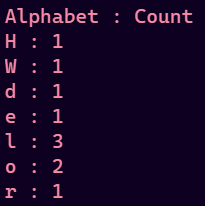 Alphabet : Count
H : 1
W : 1
d : 1
e : 1
l : 3
o : 2
r : 1